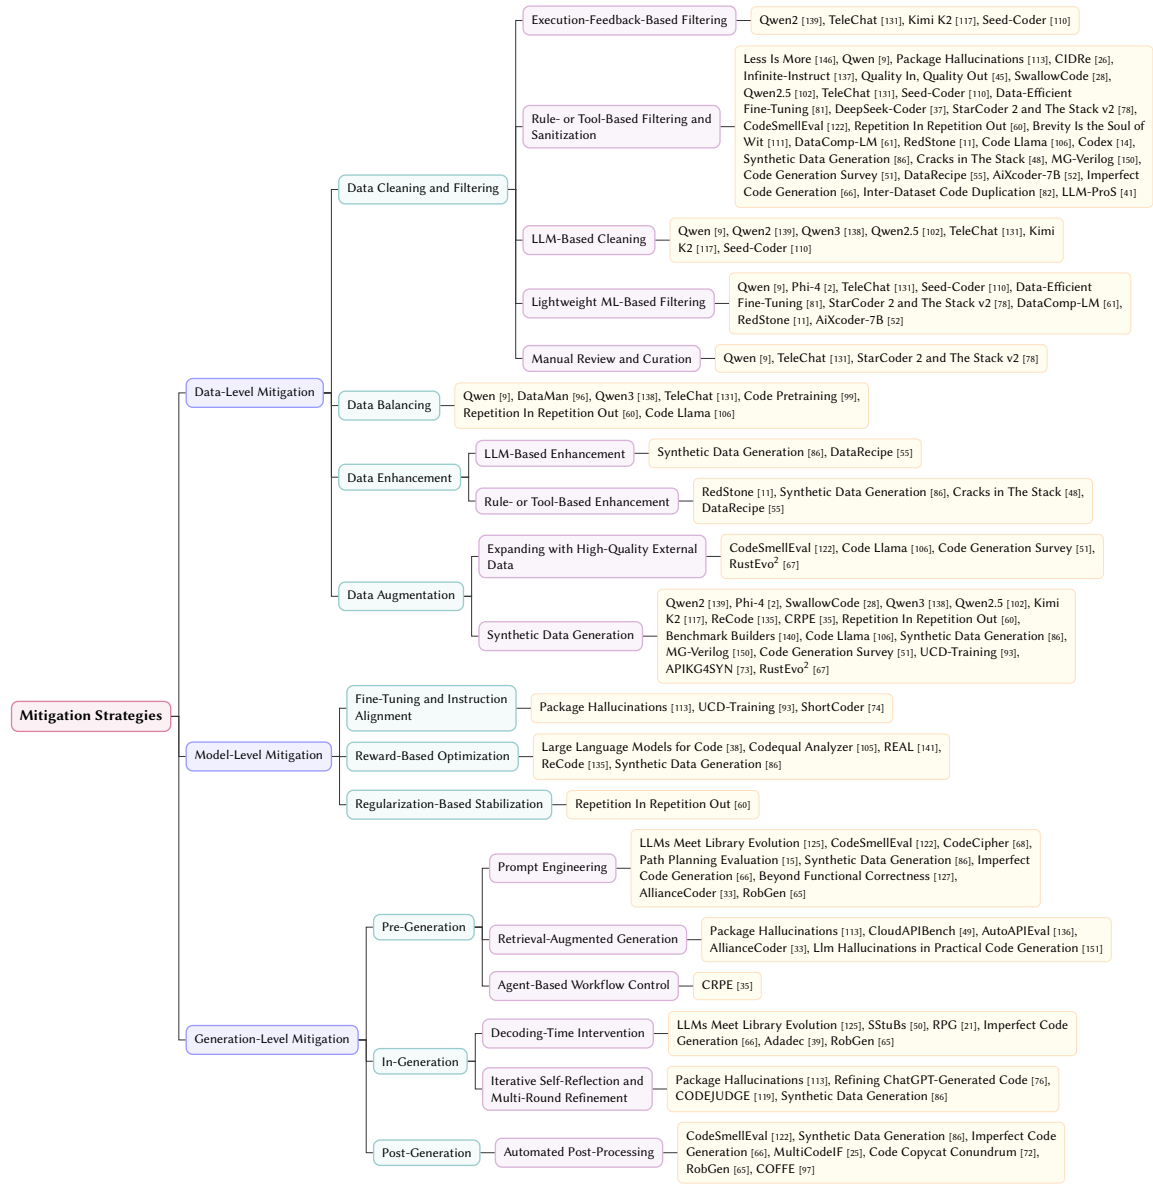 Execution-Feedback-Based Filtering
Qwen2 [139], TeleChat [131], Kimi K2 [117], Seed-Coder [110]
Rule- or Tool-Based Filtering and
Sanitization
Less Is More [146], Qwen [9], Package Hallucinations [113], CIDRe [26],
Infinite-Instruct [137], Quality In, Quality Out [45], SwallowCode [28],
Qwen2.5 [102], TeleChat [131], Seed-Coder [110], Data-Efficient
Fine-Tuning [81], DeepSeek-Coder [37], StarCoder 2 and The Stack v2 [78],
CodeSmellEval [122], Repetition In Repetition Out [60], Brevity Is the Soul of
Wit [111], DataComp-LM [61], RedStone [11], Code Llama [106], Codex [14],
Synthetic Data Generation [86], Cracks in The Stack [48], MG-Verilog [150],
Code Generation Survey [51], DataRecipe [55], AiXcoder-7B [52], Imperfect
Code Generation [66], Inter-Dataset Code Duplication [82], LLM-ProS [41]
Data Cleaning and Filtering
LLM-Based Cleaning
Qwen [9], Qwen2 [139], Qwen3 [138], Qwen2.5 [102], TeleChat [131], Kimi
K2 [117], Seed-Coder [110]
Lightweight ML-Based Filtering
Qwen [9], Phi-4 [2], TeleChat [131], Seed-Coder [110], Data-Efficient
Fine-Tuning [81], StarCoder 2 and The Stack v2 [78], DataComp-LM [61],
RedStone [11], AiXcoder-7B [52]
Manual Review and Curation
Qwen [9], TeleChat [131], StarCoder 2 and The Stack v2 [78]
Data-Level Mitigation
Data Balancing
Qwen [9], DataMan [96], Qwen3 [138], TeleChat [131], Code Pretraining [99],
Repetition In Repetition Out [60], Code Llama [106]
Data Enhancement
LLM-Based Enhancement
Synthetic Data Generation [86], DataRecipe [55]
Rule- or Tool-Based Enhancement
RedStone [11], Synthetic Data Generation [86], Cracks in The Stack [48],
DataRecipe [55]
Data Augmentation
Expanding with High-Quality External
Data
CodeSmellEval [122], Code Llama [106], Code Generation Survey [51],
RustEvo² [67]
Synthetic Data Generation
Qwen2 [139], Phi-4 [2], SwallowCode [28], Qwen3 [138], Qwen2.5 [102], Kimi
K2 [117], ReCode [135], CRPE [35], Repetition In Repetition Out [60],
Benchmark Builders [140], Code Llama [106], Synthetic Data Generation [86],
MG-Verilog [150], Code Generation Survey [51], UCD-Training [93],
APIKG4SYN [73], RustEvo² [67]
Mitigation Strategies
Model-Level Mitigation
Fine-Tuning and Instruction
Alignment
Package Hallucinations [113], UCD-Training [93], ShortCoder [74]
Reward-Based Optimization
Large Language Models for Code [38], Codequal Analyzer [105], REAL [141],
ReCode [135], Synthetic Data Generation [86]
Regularization-Based Stabilization
Repetition In Repetition Out [60]
Generation-Level Mitigation
Pre-Generation
Prompt Engineering
LLMs Meet Library Evolution [125], CodeSmellEval [122], CodeCipher [68],
Path Planning Evaluation [15], Synthetic Data Generation [86], Imperfect
Code Generation [66], Beyond Functional Correctness [127],
AllianceCoder [33], RobGen [65]
Retrieval-Augmented Generation
Package Hallucinations [113], CloudAPIBench [49], AutoAPIEval [136],
AllianceCoder [33], Llm Hallucinations in Practical Code Generation [151]
Agent-Based Workflow Control
CRPE [35]
In-Generation
Decoding-Time Intervention
LLMs Meet Library Evolution [125], SStuBs [50], RPG [21], Imperfect Code
Generation [66], Adadec [39], RobGen [65]
Iterative Self-Reflection and
Multi-Round Refinement
Package Hallucinations [113], Refining ChatGPT-Generated Code [76],
CODEJUDGE [119], Synthetic Data Generation [86]
Post-Generation
Automated Post-Processing
CodeSmellEval [122], Synthetic Data Generation [86], Imperfect Code
Generation [66], MultiCodeIF [25], Code Copycat Conundrum [72],
RobGen [65], COFFE [97]